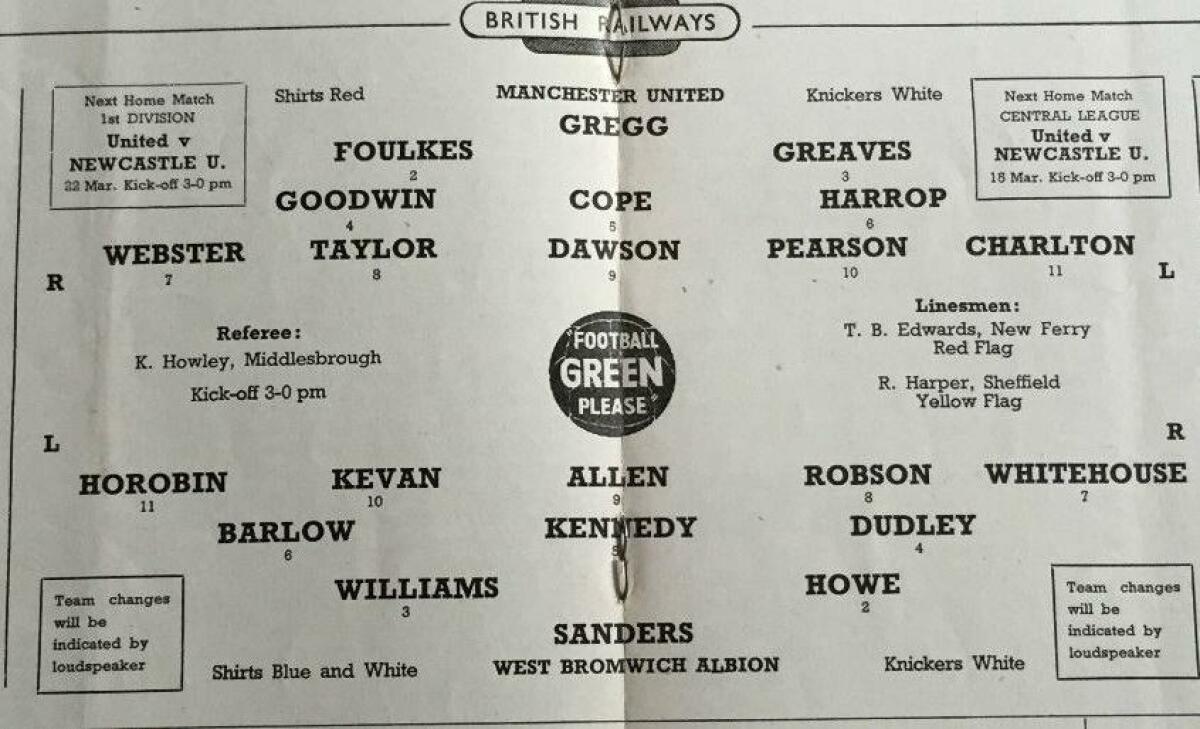 BRITISH RAILWAYS
Next Home Match
1st DIVISION
United v
NEWCASTLE U.
22 Mar. Kick-off 3-0 pm
Shirts Red
MANCHESTER UNITED
Knickers White
Next Home Match
CENTRAL LEAGUE
United v
NEWCASTLE U.
18 Mar. Kick-off 3-0 pm
GREGG
FOULKES
2
GREAVES
3
GOODWIN
4
COPE
5
HARROP
6
WEBSTER
7
TAYLOR
8
DAWSON
9
PEARSON
10
CHARLTON
11
R
L
Referee:
K. Howley, Middlesbrough
Kick-off 3-0 pm
"FOOTBALL
GREEN
PLEASE"
Linesmen:
T. B. Edwards, New Ferry
Red Flag
R. Harper, Sheffield
Yellow Flag
L
R
HOROBIN
11
KEVAN
10
ALLEN
9
ROBSON
8
WHITEHOUSE
7
BARLOW
6
KENNEDY
5
DUDLEY
4
WILLIAMS
3
HOWE
2
SANDERS
Team changes
will be
indicated by
loudspeaker
Shirts Blue and White
WEST BROMWICH ALBION
Knickers White
Team changes
will be
indicated by
loudspeaker